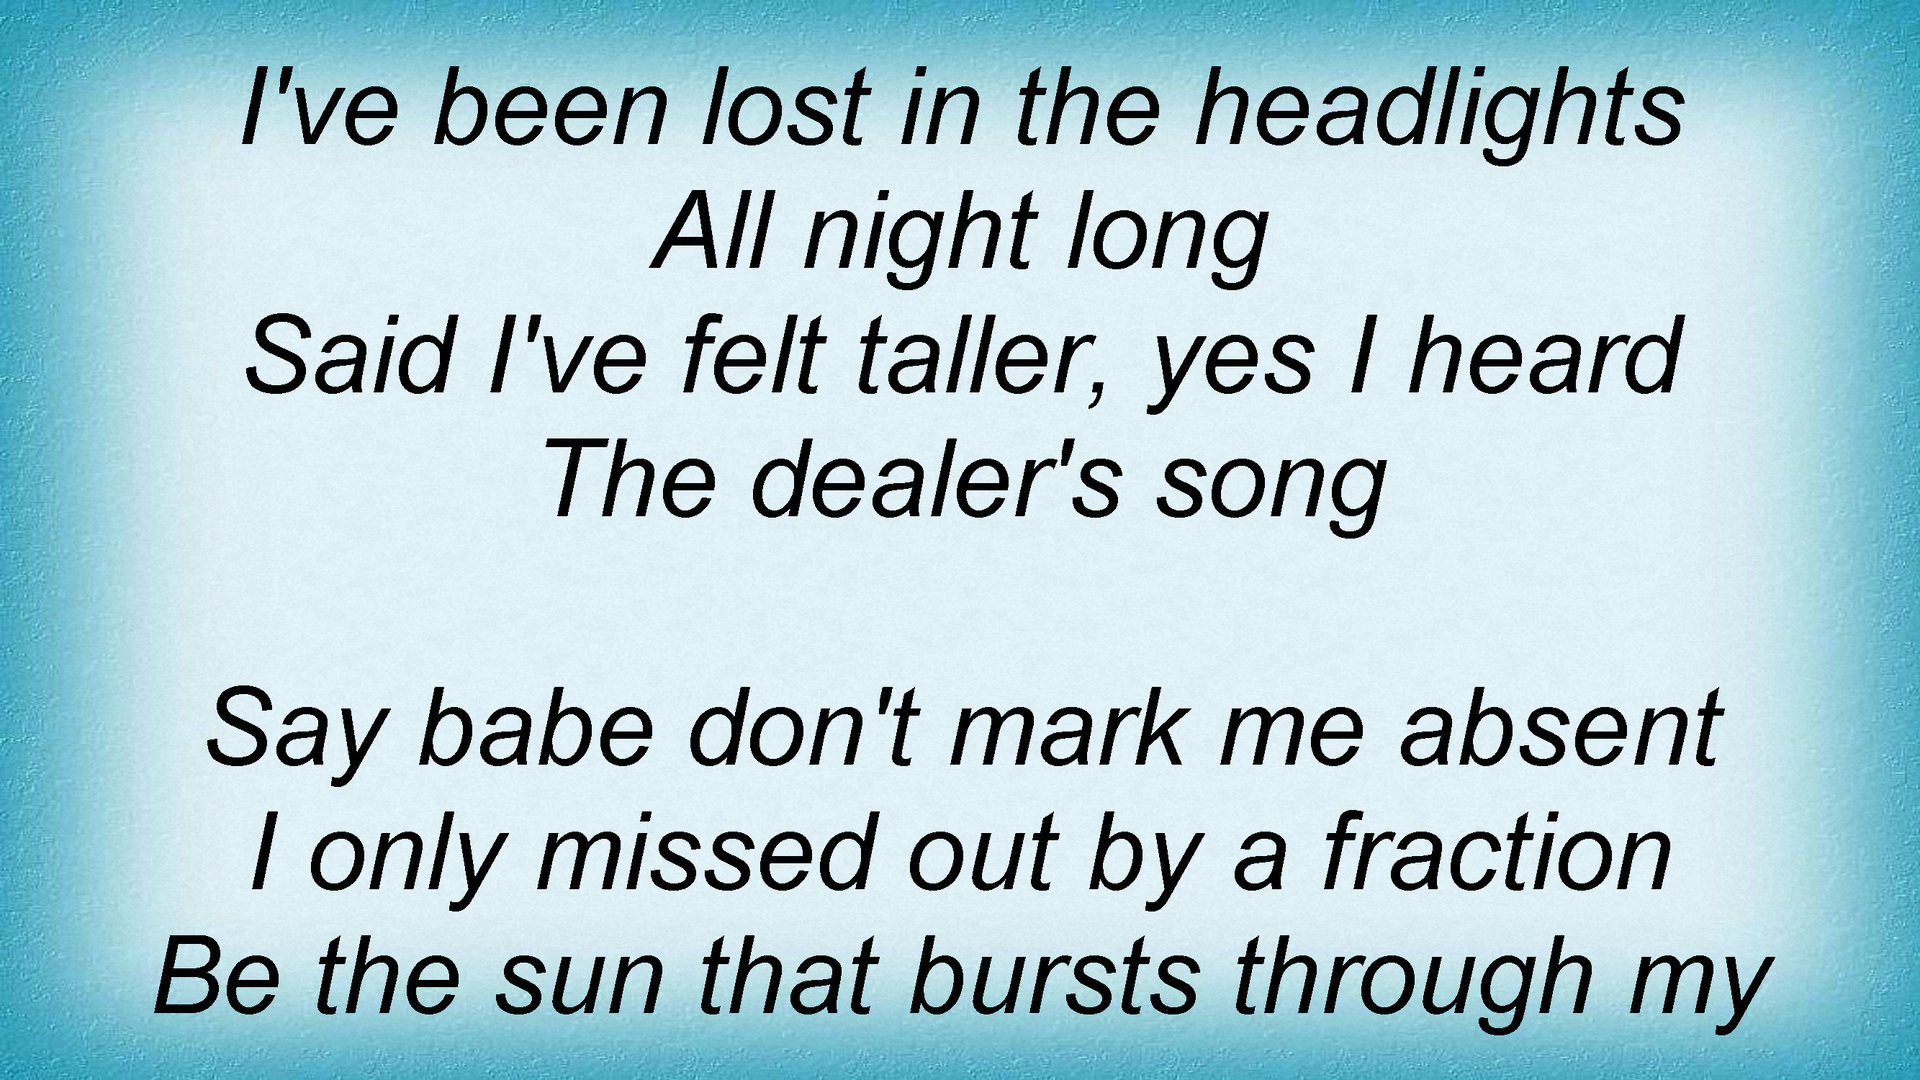 I've been lost in the headlights
All night long
Said I've felt taller, yes I heard
The dealer's song
Say babe don't mark me absent
I only missed out by a fraction
Be the sun that bursts through my